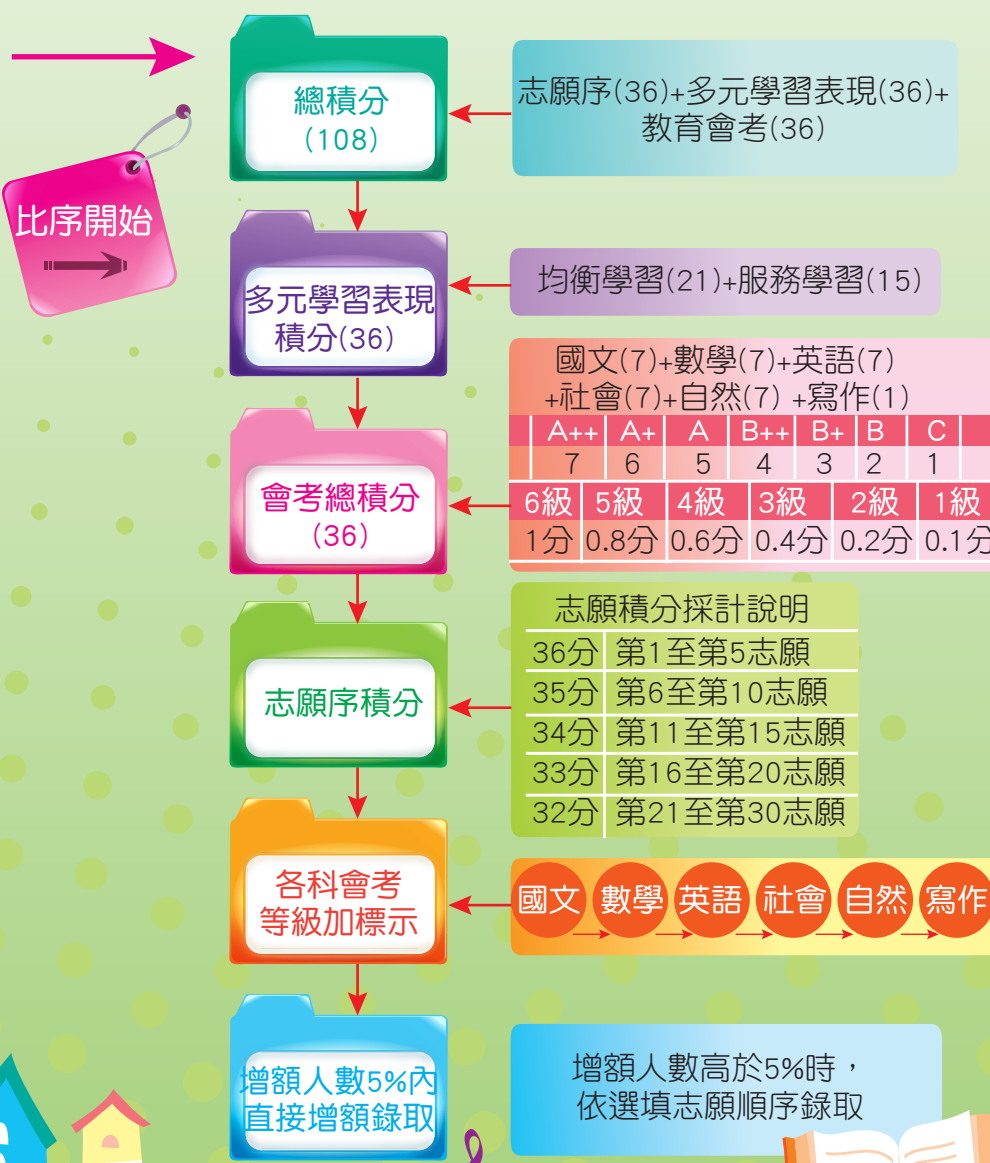 比序開始
總積分
(108)
志願序(36)+多元學習表現(36)+
教育會考(36)
多元學習表現
積分(36)
均衡學習(21)+服務學習(15)
會考總積分
(36)
國文(7)+數學(7)+英語(7)
+社會(7)+自然(7) +寫作(1)
A++ A+ A B++ B+ B C
7 6 5 4 3 2 1
6級 5級 4級 3級 2級 1級
1分 0.8分 0.6分 0.4分 0.2分 0.1分
志願序積分
志願積分採計說明
36分 第1至第5志願
35分 第6至第10志願
34分 第11至第15志願
33分 第16至第20志願
32分 第21至第30志願
各科會考
等級加標示
國文 數學 英語 社會 自然 寫作
增額人數5%內
直接增額錄取
增額人數高於5%時，
依選填志願順序錄取